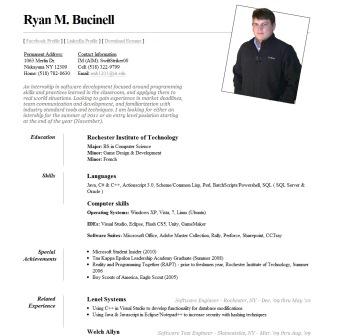 Ryan M. Bucinell
[ Facebook Profile ] [ LinkedIn Profile ] [ Download Resume ]
Permanent Address:
1063 Merlin Dr
Niskayuna NY 12309
Home: (518) 782-0630
Contact Information
IM (AIM): SwiftStriker00
Cell: (518) 322-9799
Email:
An internship in software development focused around programming
skills and practices learned in the classroom, and applying them to
real world situations. Looking to gain experience in market deadlines,
team communication and development, and familiarization with
industry standard tools and techniques. I am looking for either an
internship for the summer of 2011 or an entry level position starting
at the end of the year (November).
Education
Rochester Institute of Technology
Major: BS in Computer Science
Minor: Game Design & Development
Minor: French
Skills
Languages
Java, C# & C++, Actionscript 3.0, Scheme/Common Lisp, Perl, BatchScripts/Powershell, SQL ( SQL Server &
Oracle )
Computer skills
Operating Systems: Windows XP, Vista, 7, Linux (Ubuntu)
IDEs: Visual Studio, Eclipse, Flash CS5, Unity, GameMaker
Software Suites: Microsoft Office, Adobe Master Collection, Rally, Perforce, Sharepoint, CCTray
Special
Achievements
Microsoft Student Insider (2010)
Tau Kappa Epsilon Leadership Academy Graduate (Summer 2008)
Reality and Programming Together (RAPT) - prior to freshmen year, Rochester Institute of Technology, Summer
2006
Boy Scouts of America, Eagle Scout (2005)
Related
Experience
Lenel Systems
Software Engineer - Rochester, NY - Dec. '09 thru May '10
Using C++ in Visual Studio to develop functionality for database modifications
Using Java & Javascript in Eclipse/Notepad++ to increase security with hashing techniques
Welch Allyn
Software Test Engineer - Skaneateles, NY - Mar. '09 thru Aug. '09